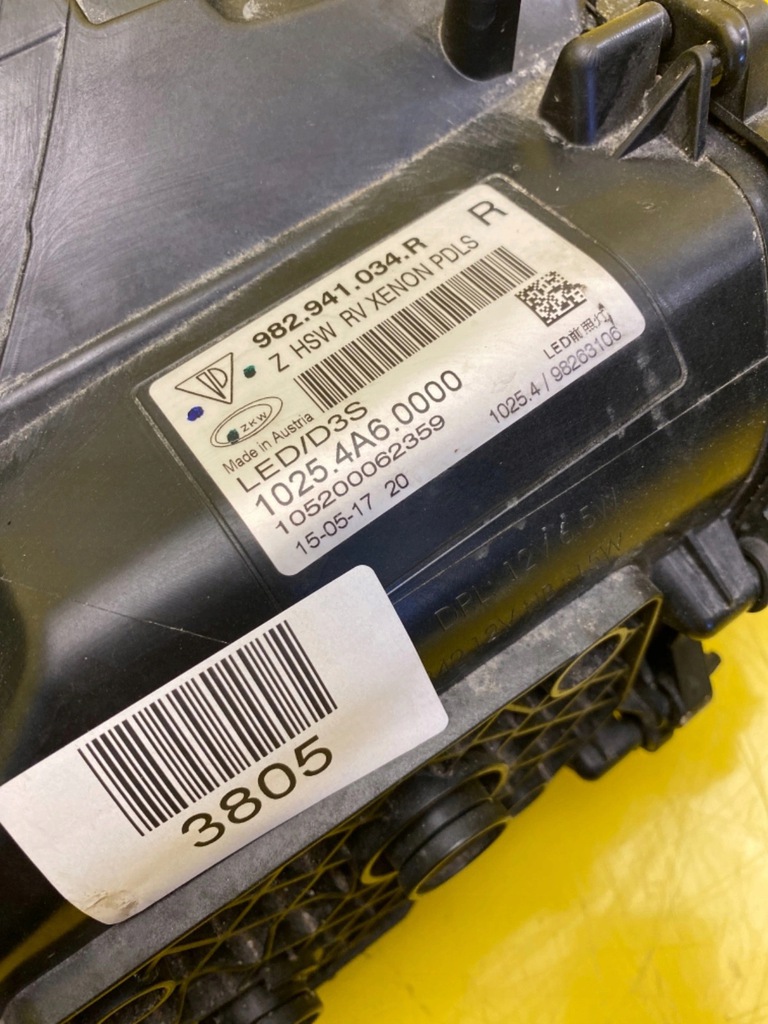 982.941.034.R
R
Z HSW RV XENON PDLS
ZKW
Made in Austria
LED/D3S
LED前照灯
1025.4A6.0000
1025.4 / 98263106
105200062359
15-05-17 20
3805